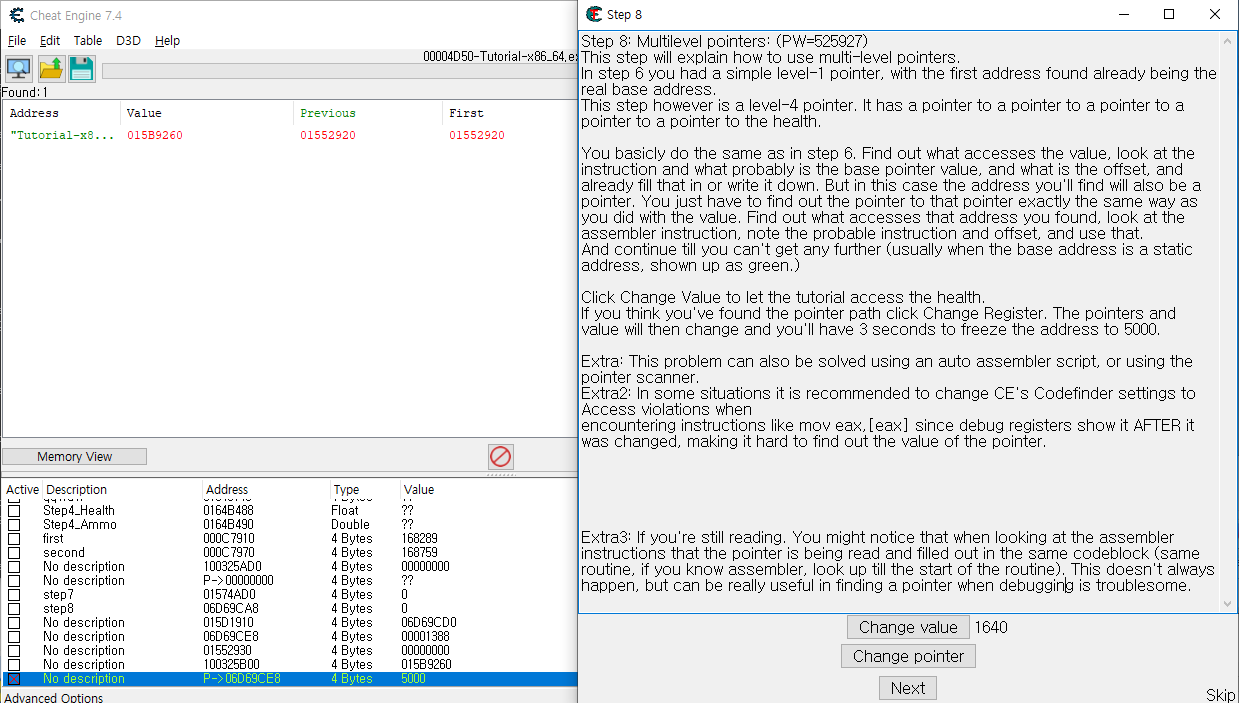 Cheat Engine 7.4
File Edit Table D3D Help
00004D50-Tutorial-x86_64.ex
Found: 1
Address Value Previous First
"Tutorial-x8... 015B9260 01552920 01552920
Memory View
Active Description Address Type Value
Step4_Health 0164B488 Float ??
Step4_Ammo 0164B490 Double ??
first 000C7910 4 Bytes 168289
second 000C7970 4 Bytes 168759
No description 100325AD0 4 Bytes 00000000
No description P->00000000 4 Bytes ??
step7 01574AD0 4 Bytes 0
step8 06D69CA8 4 Bytes 0
No description 015D1910 4 Bytes 06D69CD0
No description 06D69CE8 4 Bytes 00001388
No description 01552930 4 Bytes 00000000
No description 100325B00 4 Bytes 015B9260
No description P->06D69CE8 4 Bytes 5000
Advanced Options
Step 8
Step 8: Multilevel pointers: (PW=525927)
This step will explain how to use multi-level pointers.
In step 6 you had a simple level-1 pointer, with the first address found already being the
real base address.
This step however is a level-4 pointer. It has a pointer to a pointer to a pointer to a
pointer to a pointer to the health.
You basicly do the same as in step 6. Find out what accesses the value, look at the
instruction and what probably is the base pointer value, and what is the offset, and
already fill that in or write it down. But in this case the address you'll find will also be a
pointer. You just have to find out the pointer to that pointer exactly the same way as
you did with the value. Find out what accesses that address you found, look at the
assembler instruction, note the probable instruction and offset, and use that.
And continue till you can't get any further (usually when the base address is a static
address, shown up as green.)
Click Change Value to let the tutorial access the health.
If you think you've found the pointer path click Change Register. The pointers and
value will then change and you'll have 3 seconds to freeze the address to 5000.
Extra: This problem can also be solved using an auto assembler script, or using the
pointer scanner.
Extra2: In some situations it is recommended to change CE's Codefinder settings to
Access violations when
encountering instructions like mov eax,[eax] since debug registers show it AFTER it
was changed, making it hard to find out the value of the pointer.
Extra3: If you're still reading. You might notice that when looking at the assembler
instructions that the pointer is being read and filled out in the same codeblock (same
routine, if you know assembler, look up till the start of the routine). This doesn't always
happen, but can be really useful in finding a pointer when debugging is troublesome.
Change value 1640
Change pointer
Next
Skip